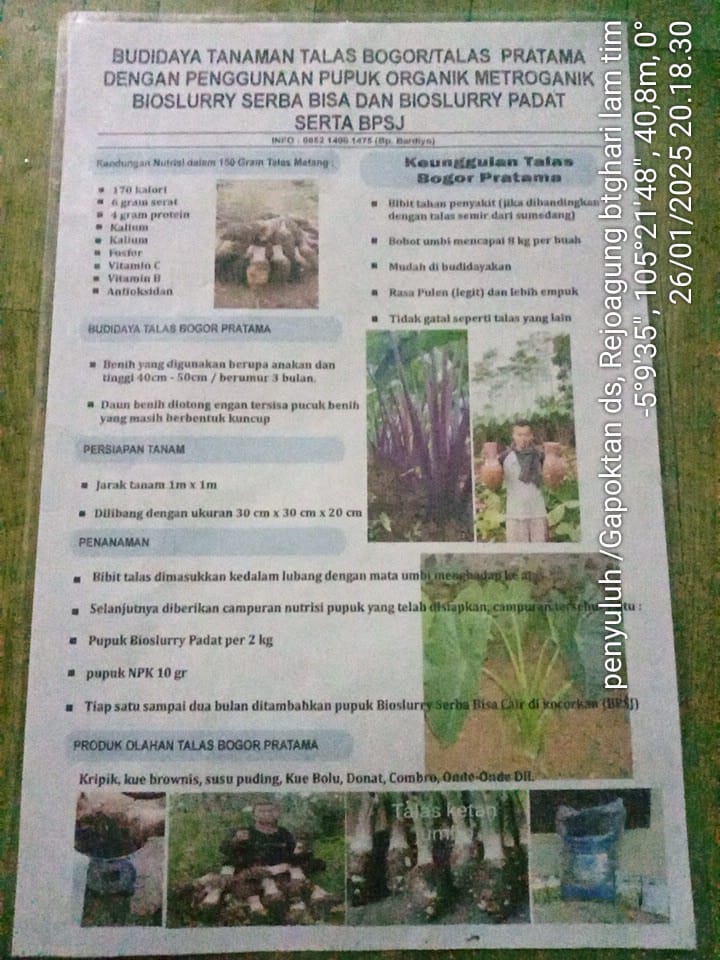 BUDIDAYA TANAMAN TALAS BOGOR/TALAS PRATAMA
DENGAN PENGGUNAAN PUPUK ORGANIK METROGANIK
BIOSLURRY SERBA BISA DAN BIOSLURRY PADAT
SERTA BPSJ
INFO : 0852 1496 1475 (Bp. Bardiyo)
Kandungan Nutrisi dalam 150 Gram Talas Matang :
170 kalori
6 gram serat
4 gram protein
Kalium
Kalium
Fosfor
Vitamin C
Vitamin B
Antioksidan
Keunggulan Talas
Bogor Pratama
Bibit tahan penyakit (jika dibandingkan
dengan talas semir dari sumedang)
Bobot umbi mencapai 8 kg per buah
Mudah di budidayakan
Rasa Pulen (legit) dan lebih empuk
Tidak gatal seperti talas yang lain
BUDIDAYA TALAS BOGOR PRATAMA
Benih yang digunakan berupa anakan dan
tinggi 40cm - 50cm / berumur 3 bulan.
Daun benih diotong engan tersisa pucuk benih
yang masih berbentuk kuncup
PERSIAPAN TANAM
Jarak tanam 1m x 1m
Dilibang dengan ukuran 30 cm x 30 cm x 20 cm
PENANAMAN
Bibit talas dimasukkan kedalam lubang dengan mata umbi menghadap ke atas
Selanjutnya diberikan campuran nutrisi pupuk yang telah disiapkan, campuran tersebut yaitu :
Pupuk Bioslurry Padat per 2 kg
pupuk NPK 10 gr
Tiap satu sampai dua bulan ditambahkan pupuk Bioslurry Serba Bisa Cair di kocorkan (BPSJ)
PRODUK OLAHAN TALAS BOGOR PRATAMA
Kripik, kue brownis, susu puding, Kue Bolu, Donat, Combro, Onde-Onde Dll.
Talas ketan
penyuluh /Gapoktan ds, Rejoagung btghari lam tim
-5°9'35", 105°21'48", 40,8m, 0°
26/01/2025 20.18.30